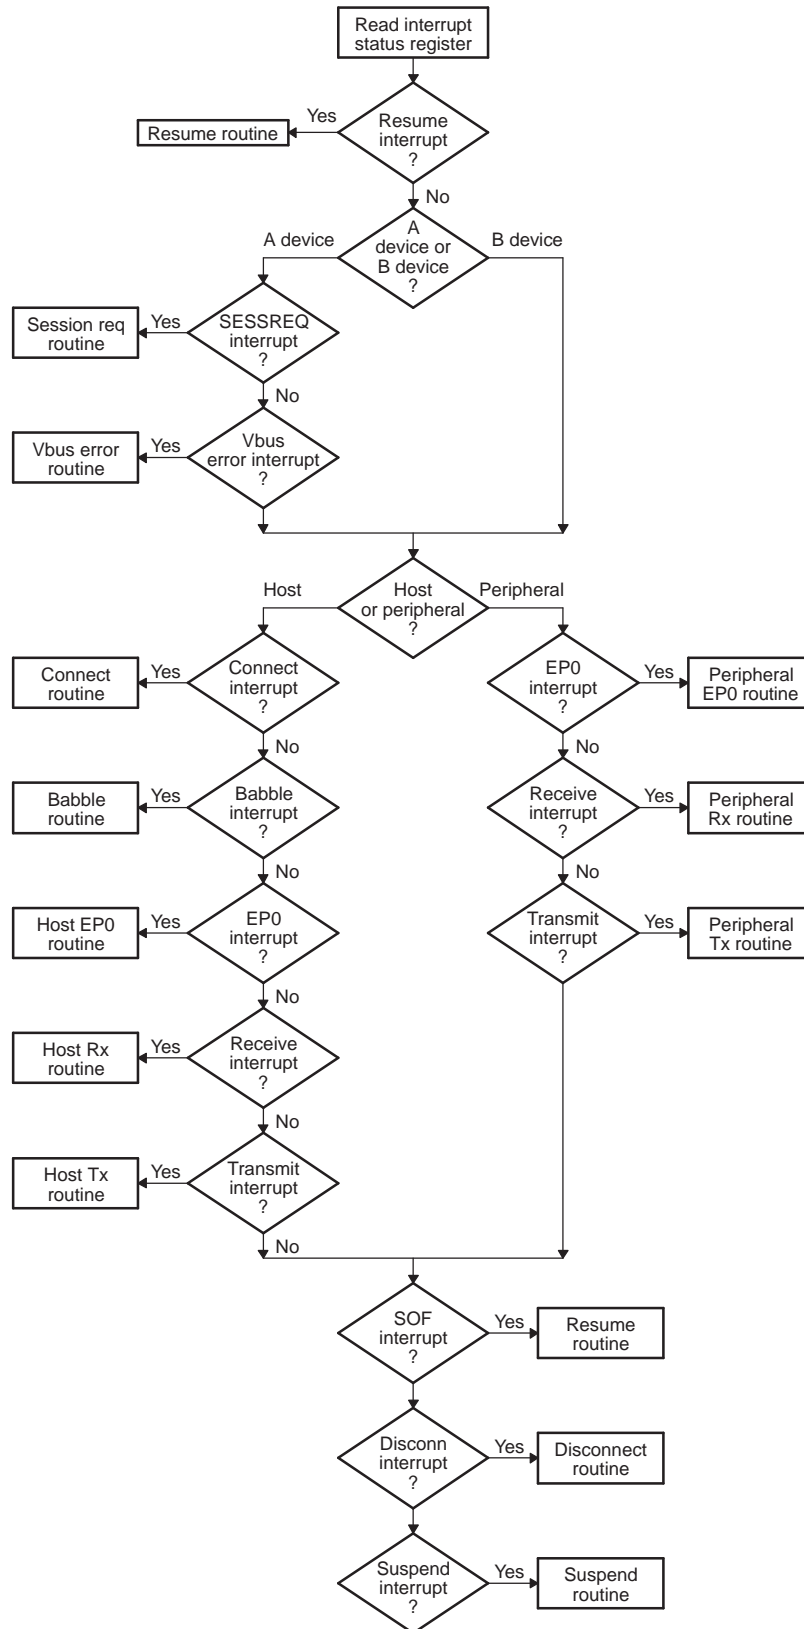 Read interrupt
status register
Resume
interrupt
?
Yes
Resume routine
No
A
device or
B device
?
A device
B device
SESSREQ
interrupt
?
Yes
Session req
routine
No
Vbus
error interrupt
?
Yes
Vbus error
routine
Host
or peripheral
?
Host
Peripheral
Connect
interrupt
?
Yes
Connect
routine
No
EP0
interrupt
?
Yes
Peripheral
EP0 routine
No
Babble
interrupt
?
Yes
Babble
routine
No
Receive
interrupt
?
Yes
Peripheral
Rx routine
No
EP0
interrupt
?
Yes
Host EP0
routine
No
Transmit
interrupt
?
Yes
Peripheral
Tx routine
Receive
interrupt
?
Yes
Host Rx
routine
No
Transmit
interrupt
?
Yes
Host Tx
routine
No
SOF
interrupt
?
Yes
Resume
routine
Disconn
interrupt
?
Yes
Disconnect
routine
Suspend
interrupt
?
Yes
Suspend
routine